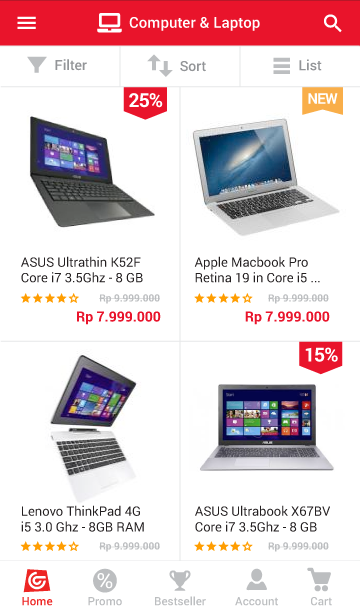 Computer & Laptop
Filter
Sort
List
25%
NEW
ASUS Ultrathin K52F
Core i7 3.5Ghz - 8 GB
Rp 9.999.000
Rp 7.999.000
Apple Macbook Pro
Retina 19 in Core i5 ...
Rp 9.999.000
Rp 7.999.000
15%
Lenovo ThinkPad 4G
i5 3.0 Ghz - 8GB RAM
Rp 9.999.000
ASUS Ultrabook X67BV
Core i7 3.5Ghz - 8 GB
Rp 9.999.000
Home
Promo
Bestseller
Account
Cart